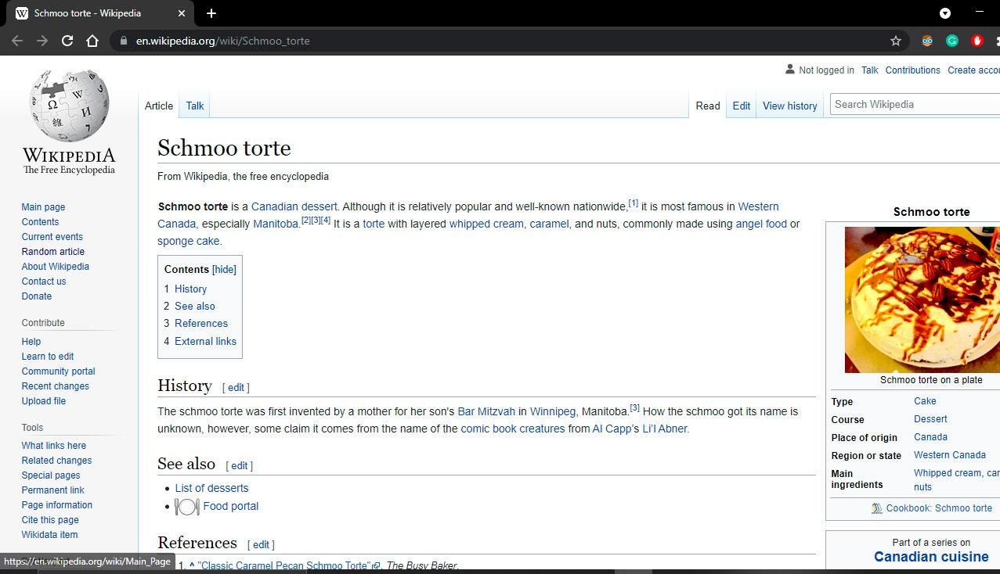 Schmoo torte - Wikipedia
en.wikipedia.org/wiki/Schmoo_torte
Not logged in Talk Contributions Create accou
Article Talk Read Edit View history Search Wikipedia
WIKIPEDIA
The Free Encyclopedia
Main page
Contents
Current events
Random article
About Wikipedia
Contact us
Donate
Contribute
Help
Learn to edit
Community portal
Recent changes
Upload file
Tools
What links here
Related changes
Special pages
Permanent link
Page information
Cite this page
Wikidata item
https://en.wikipedia.org/wiki/Main_Page
Schmoo torte
From Wikipedia, the free encyclopedia
Schmoo torte is a Canadian dessert. Although it is relatively popular and well-known nationwide,[1] it is most famous in Western
Canada, especially Manitoba.[2][3][4] It is a torte with layered whipped cream, caramel, and nuts, commonly made using angel food or
sponge cake.
Contents [hide]
1 History
2 See also
3 References
4 External links
History [ edit ]
The schmoo torte was first invented by a mother for her son's Bar Mitzvah in Winnipeg, Manitoba.[3] How the schmoo got its name is
unknown, however, some claim it comes from the name of the comic book creatures from Al Capp's Li'l Abner.
See also [ edit ]
• List of desserts
• Food portal
References [ edit ]
1. ^ "Classic Caramel Pecan Schmoo Torte". The Busy Baker.
Schmoo torte
Schmoo torte on a plate
Type Cake
Course Dessert
Place of origin Canada
Region or state Western Canada
Main Whipped cream, car
ingredients nuts
Cookbook: Schmoo torte
Part of a series on
Canadian cuisine